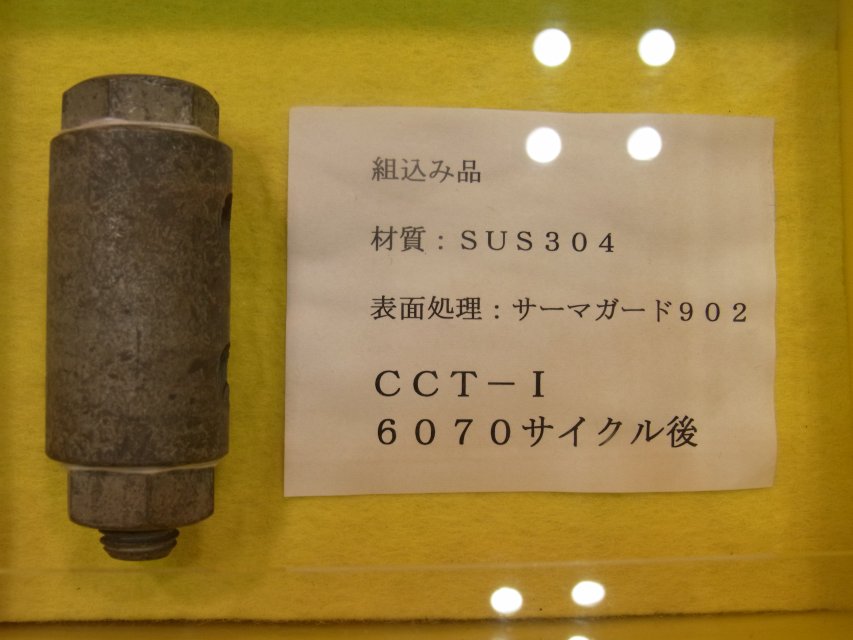 組込み品
材質：ＳＵＳ３０４
表面処理：サーマガード９０２
ＣＣＴ－Ｉ
６０７０サイクル後